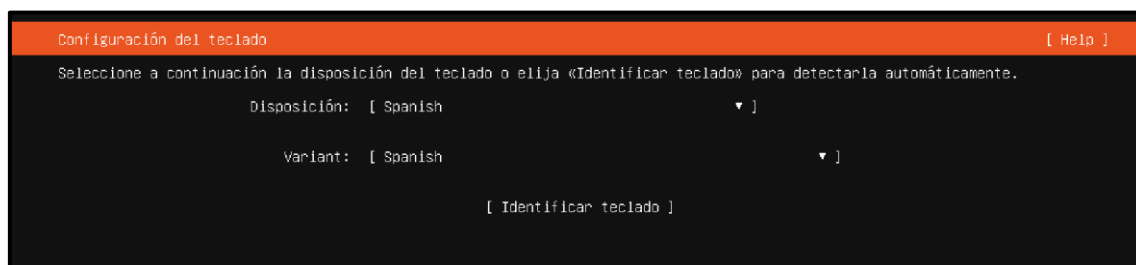 Configuración del teclado [ Help ]
Seleccione a continuación la disposición del teclado o elija «Identificar teclado» para detectarla automáticamente.
Disposición: [ Spanish ▾ ]
Variant: [ Spanish ▾ ]
[ Identificar teclado ]